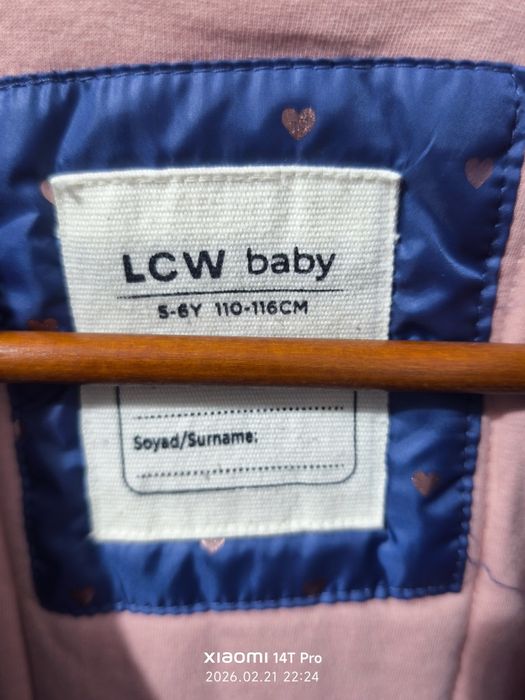 LCW baby
5-6Y 110-116CM
Soyad/Surname:
XIAOMI 14T Pro
2026.02.21 22:24